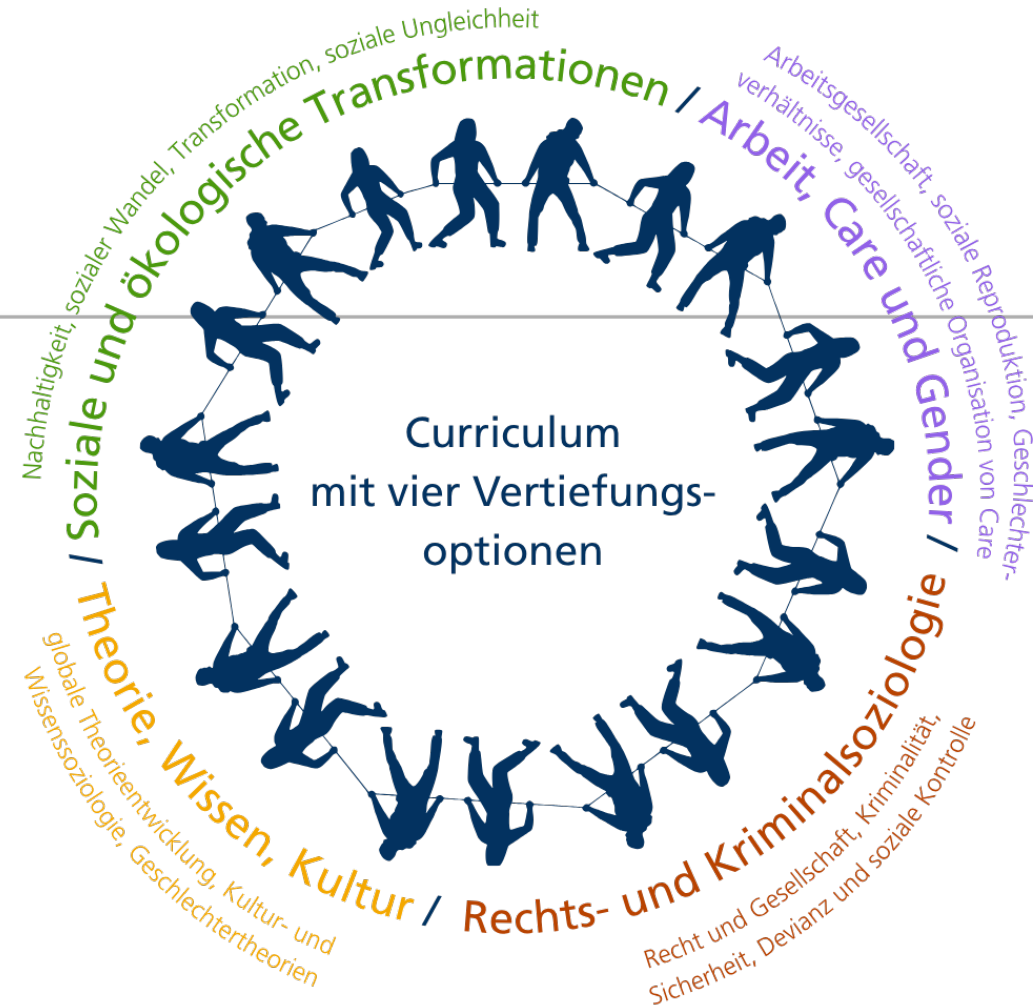 Nachhaltigkeit, sozialer Wandel, Transformation, soziale Ungleichheit
/ Soziale und ökologische Transformationen
/ Arbeit, Care und Gender
Arbeitsgesellschaft, soziale Reproduktion, Geschlechter-
verhältnisse, gesellschaftliche Organisation von Care
Curriculum
mit vier Vertiefungs-
optionen
/ Rechts- und Kriminalsoziologie /
Recht und Gesellschaft, Kriminalität,
Sicherheit, Devianz und soziale Kontrolle
Theorie, Wissen, Kultur
globale Theorieentwicklung, Kultur- und
Wissenssoziologie, Geschlechtertheorien